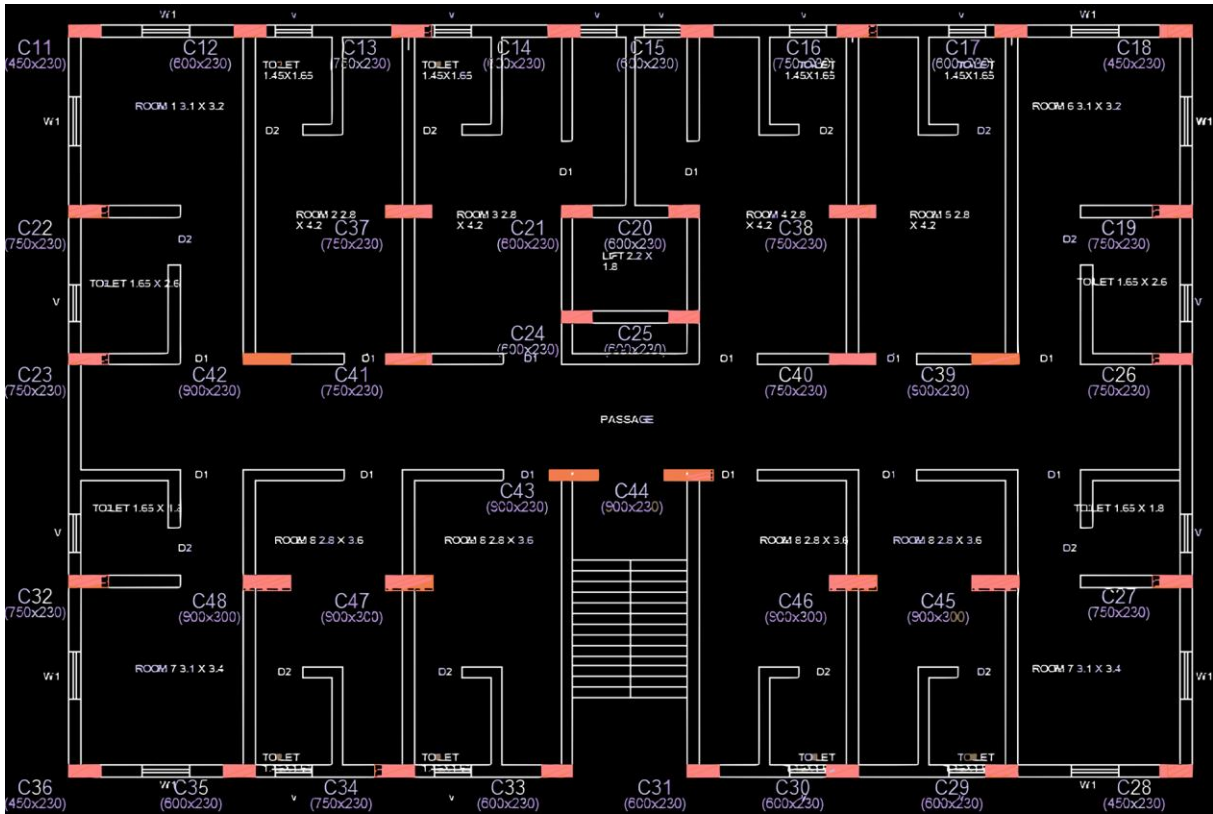 W1
V
V
V
V
V
W1
C11
(450x230)
C12
(600x230)
C13
(750x230)
C14
(600x230)
C15
(600x230)
C16
(750x230)
C17
(600x230)
C18
(450x230)
TOILET
1.45X1.65
TOILET
1.45X1.65
TOILET
1.45X1.65
TOILET
1.45X1.65
ROOM 1 3.1 X 3.2
ROOM 6 3.1 X 3.2
W1
D2
D2
D2
D2
W1
D1
D1
ROOM 2 2.8
X 4.2
ROOM 3 2.8
X 4.2
ROOM 4 2.8
X 4.2
ROOM 5 2.8
X 4.2
C22
(750x230)
C37
(750x230)
C21
(600x230)
C20
(600x230)
C38
(750x230)
C19
(750x230)
D2
D2
LIFT 2.2 X
1.8
TOILET 1.65 X 2.6
TOILET 1.65 X 2.6
V
V
C24
(600x230)
C25
(600x230)
D1
D1
D1
D1
D1
D1
C23
(750x230)
C42
(900x230)
C41
(750x230)
C40
(750x230)
C39
(900x230)
C26
(750x230)
PASSAGE
D1
D1
D1
D1
D1
D1
C43
(900x230)
C44
(900x230)
TOILET 1.65 X 1.8
TOILET 1.65 X 1.8
V
V
D2
D2
ROOM 8 2.8 X 3.6
ROOM 8 2.8 X 3.6
ROOM 8 2.8 X 3.6
ROOM 8 2.8 X 3.6
C32
(750x230)
C48
(900x300)
C47
(900x300)
C46
(900x300)
C45
(900x300)
C27
(750x230)
ROOM 7 3.1 X 3.4
ROOM 7 3.1 X 3.4
W1
D2
D2
D2
D2
W1
TOILET
TOILET
TOILET
TOILET
C36
(450x230)
W1
C35
(600x230)
V
C34
(750x230)
V
C33
(600x230)
C31
(600x230)
C30
(600x230)
C29
(600x230)
W1
C28
(450x230)